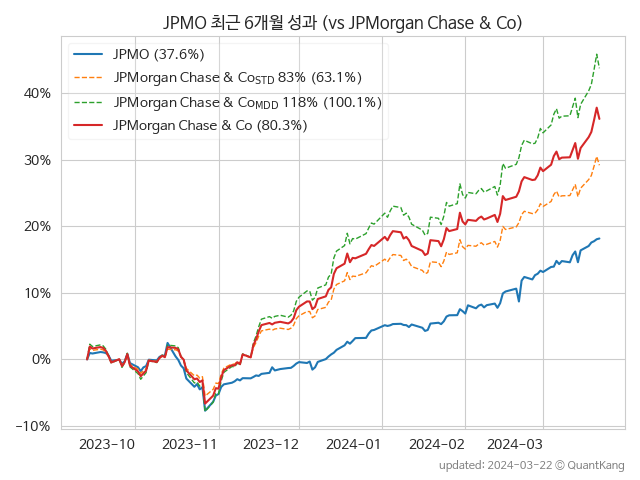 JPMO 최근 6개월 성과 (vs JPMorgan Chase & Co)
JPMO (37.6%)
JPMorgan Chase & CoSTD 83% (63.1%)
JPMorgan Chase & CoMDD 118% (100.1%)
JPMorgan Chase & Co (80.3%)
40%
30%
20%
10%
0%
−10%
2023-10 2023-11 2023-12 2024-01 2024-02 2024-03
updated: 2024-03-22 © QuantKang